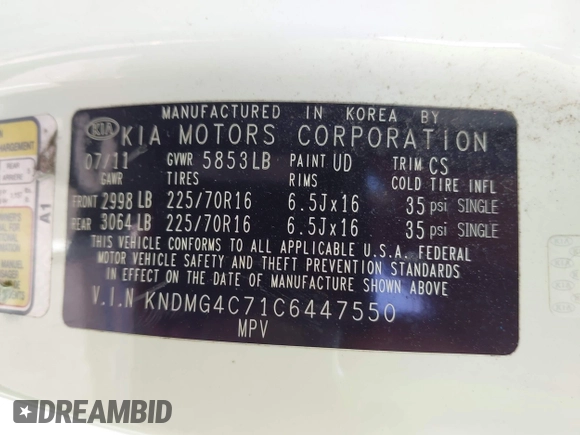 MANUFACTURED IN KOREA BY
KIA KIA MOTORS CORPORATION
07/11 GVWR 5853LB PAINT UD TRIM CS
GAWR TIRES RIMS COLD TIRE INFL
FRONT 2998 LB 225/70R16 6.5Jx16 35 psi SINGLE
REAR 3064 LB 225/70R16 6.5Jx16 35 psi SINGLE
THIS VEHICLE CONFORMS TO ALL APPLICABLE U.S.A. FEDERAL
MOTOR VEHICLE SAFETY AND THEFT PREVENTION STANDARDS
IN EFFECT ON THE DATE OF MANUFACTURE SHOWN ABOVE
V.I.N KNDMG4C71C6447550
MPV
A1
DREAMBID